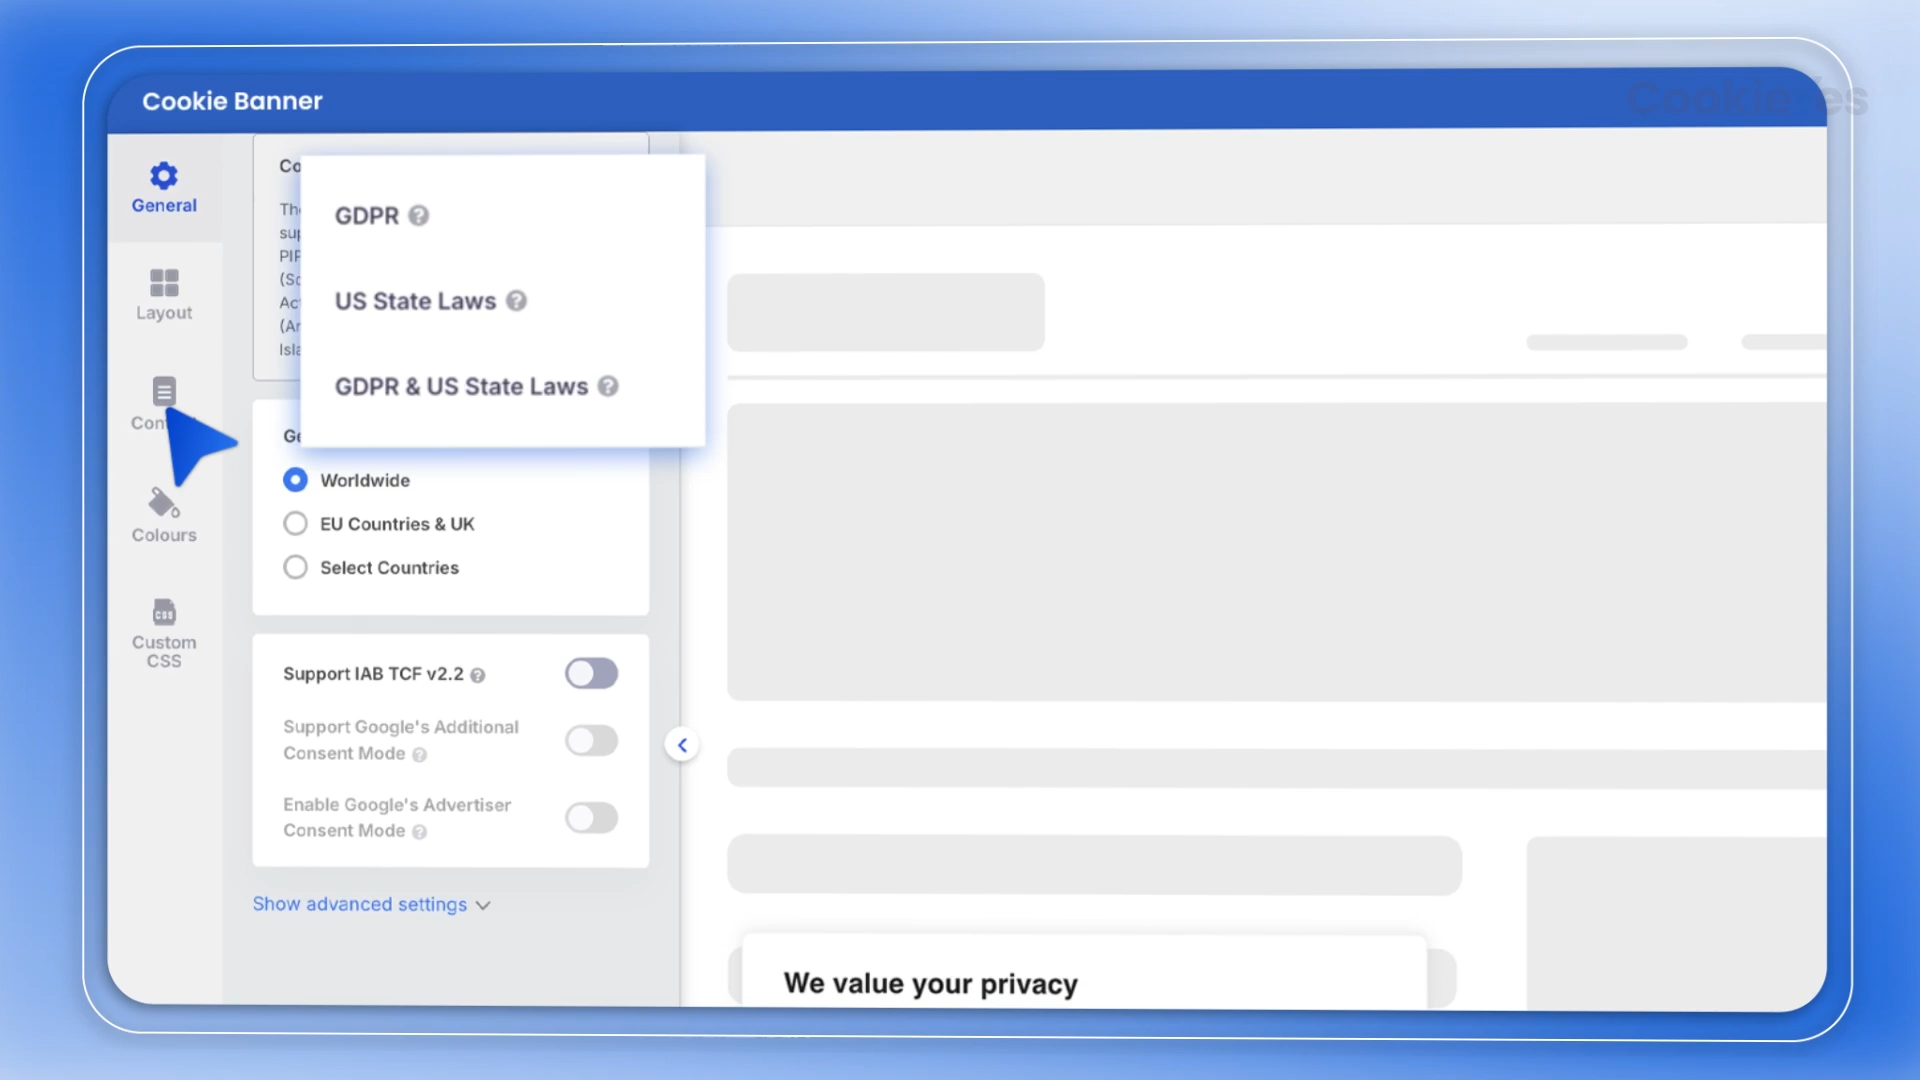 Cookie Banner
General
Layout
Colours
Custom
CSS
GDPR
US State Laws
GDPR & US State Laws
Worldwide
EU Countries & UK
Select Countries
Support IAB TCF v2.2
Support Google's Additional
Consent Mode
Enable Google's Advertiser
Consent Mode
Show advanced settings
We value your privacy